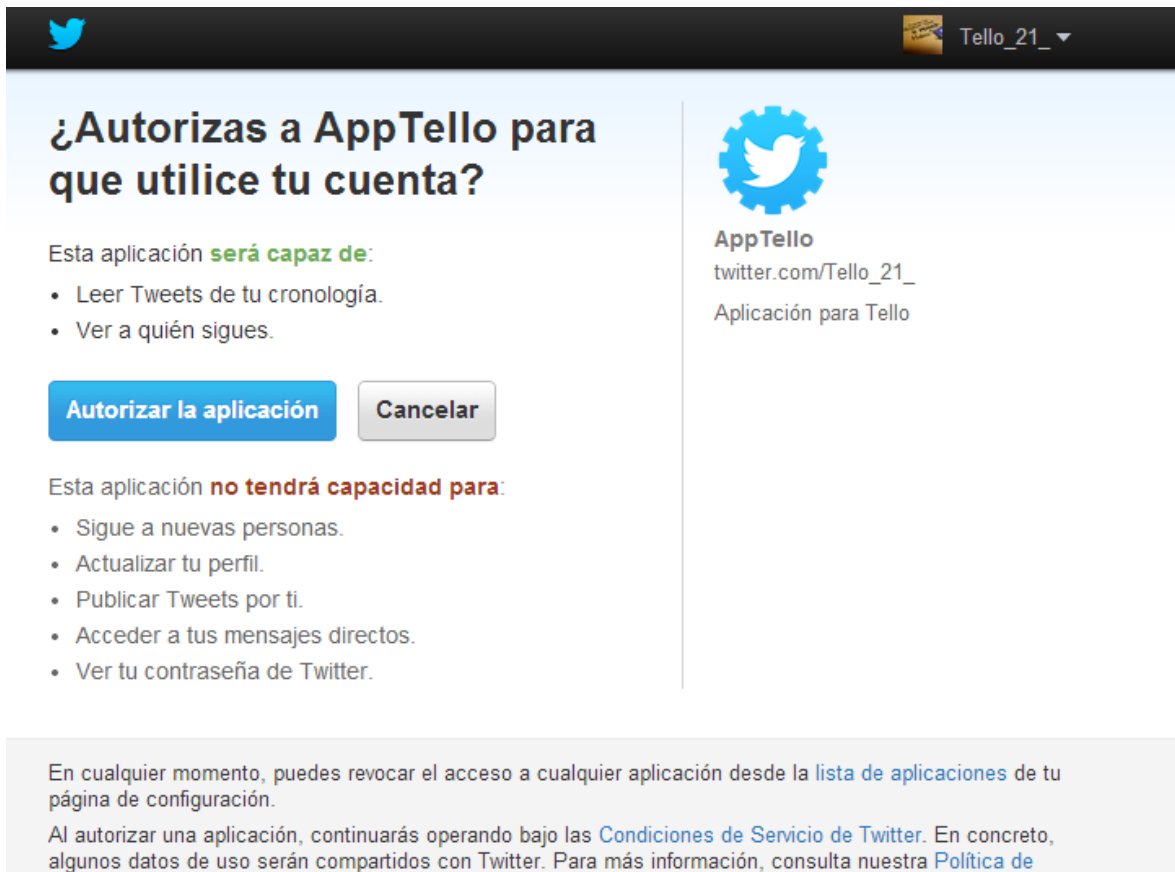 Tello_21_
¿Autorizas a AppTello para
que utilice tu cuenta?
Esta aplicación será capaz de:
• Leer Tweets de tu cronología.
• Ver a quién sigues.
Autorizar la aplicación
Cancelar
Esta aplicación no tendrá capacidad para:
• Sigue a nuevas personas.
• Actualizar tu perfil.
• Publicar Tweets por ti.
• Acceder a tus mensajes directos.
• Ver tu contraseña de Twitter.
AppTello
twitter.com/Tello_21_
Aplicación para Tello
En cualquier momento, puedes revocar el acceso a cualquier aplicación desde la lista de aplicaciones de tu
página de configuración.
Al autorizar una aplicación, continuarás operando bajo las Condiciones de Servicio de Twitter. En concreto,
algunos datos de uso serán compartidos con Twitter. Para más información, consulta nuestra Política de